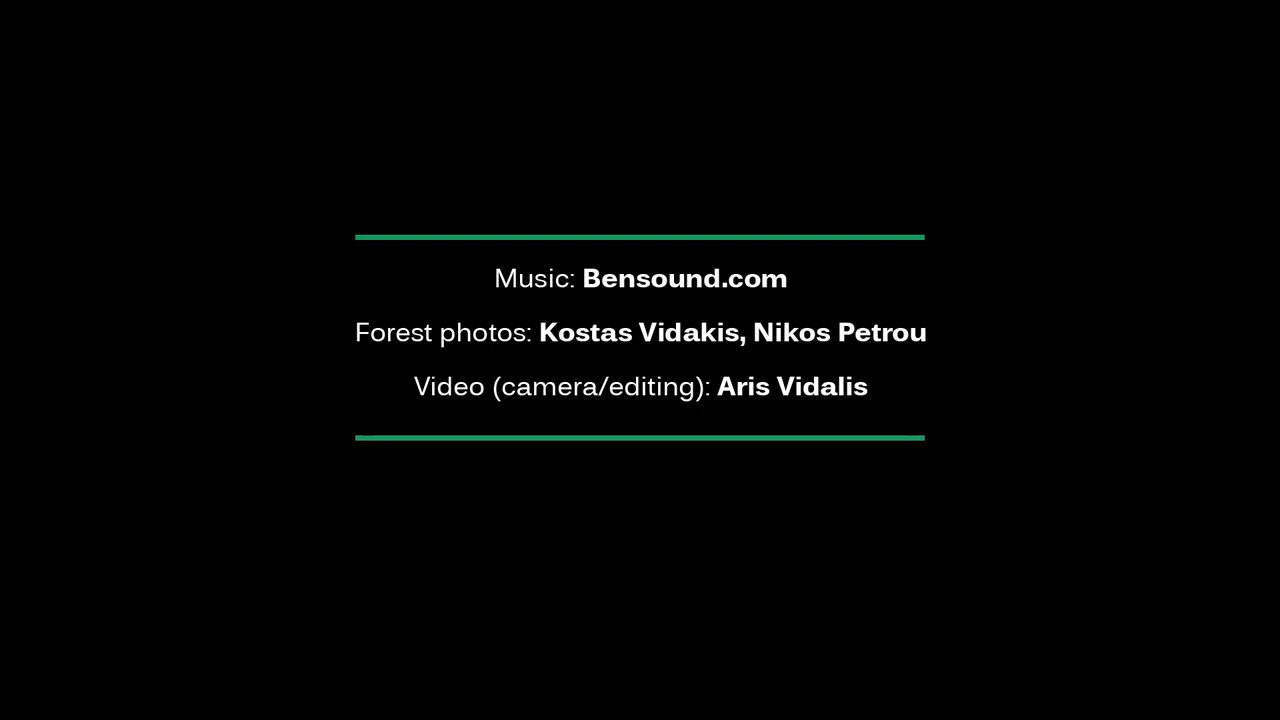 Music: Bensound.com
Forest photos: Kostas Vidakis, Nikos Petrou
Video (camera/editing): Aris Vidalis